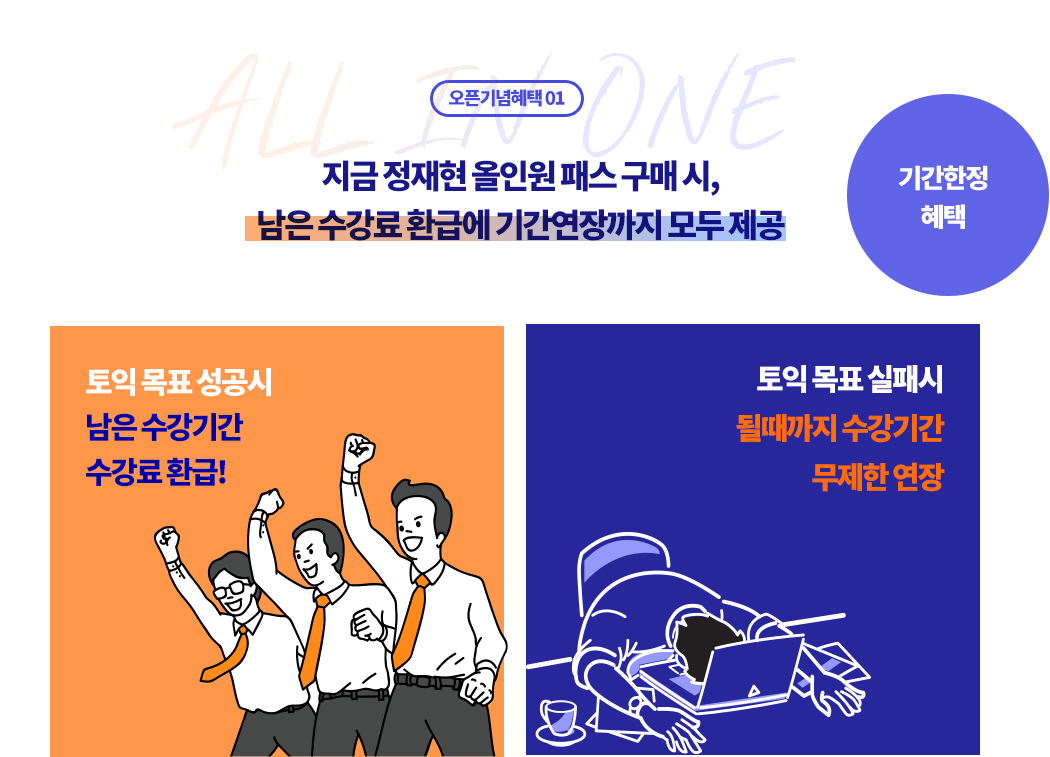 ALL IN ONE
오픈기념혜택 01
지금 정재현 올인원 패스 구매 시,
남은 수강료 환급에 기간연장까지 모두 제공
기간한정
혜택
토익 목표 성공시
남은 수강기간
수강료 환급!
토익 목표 실패시
될때까지 수강기간
무제한 연장